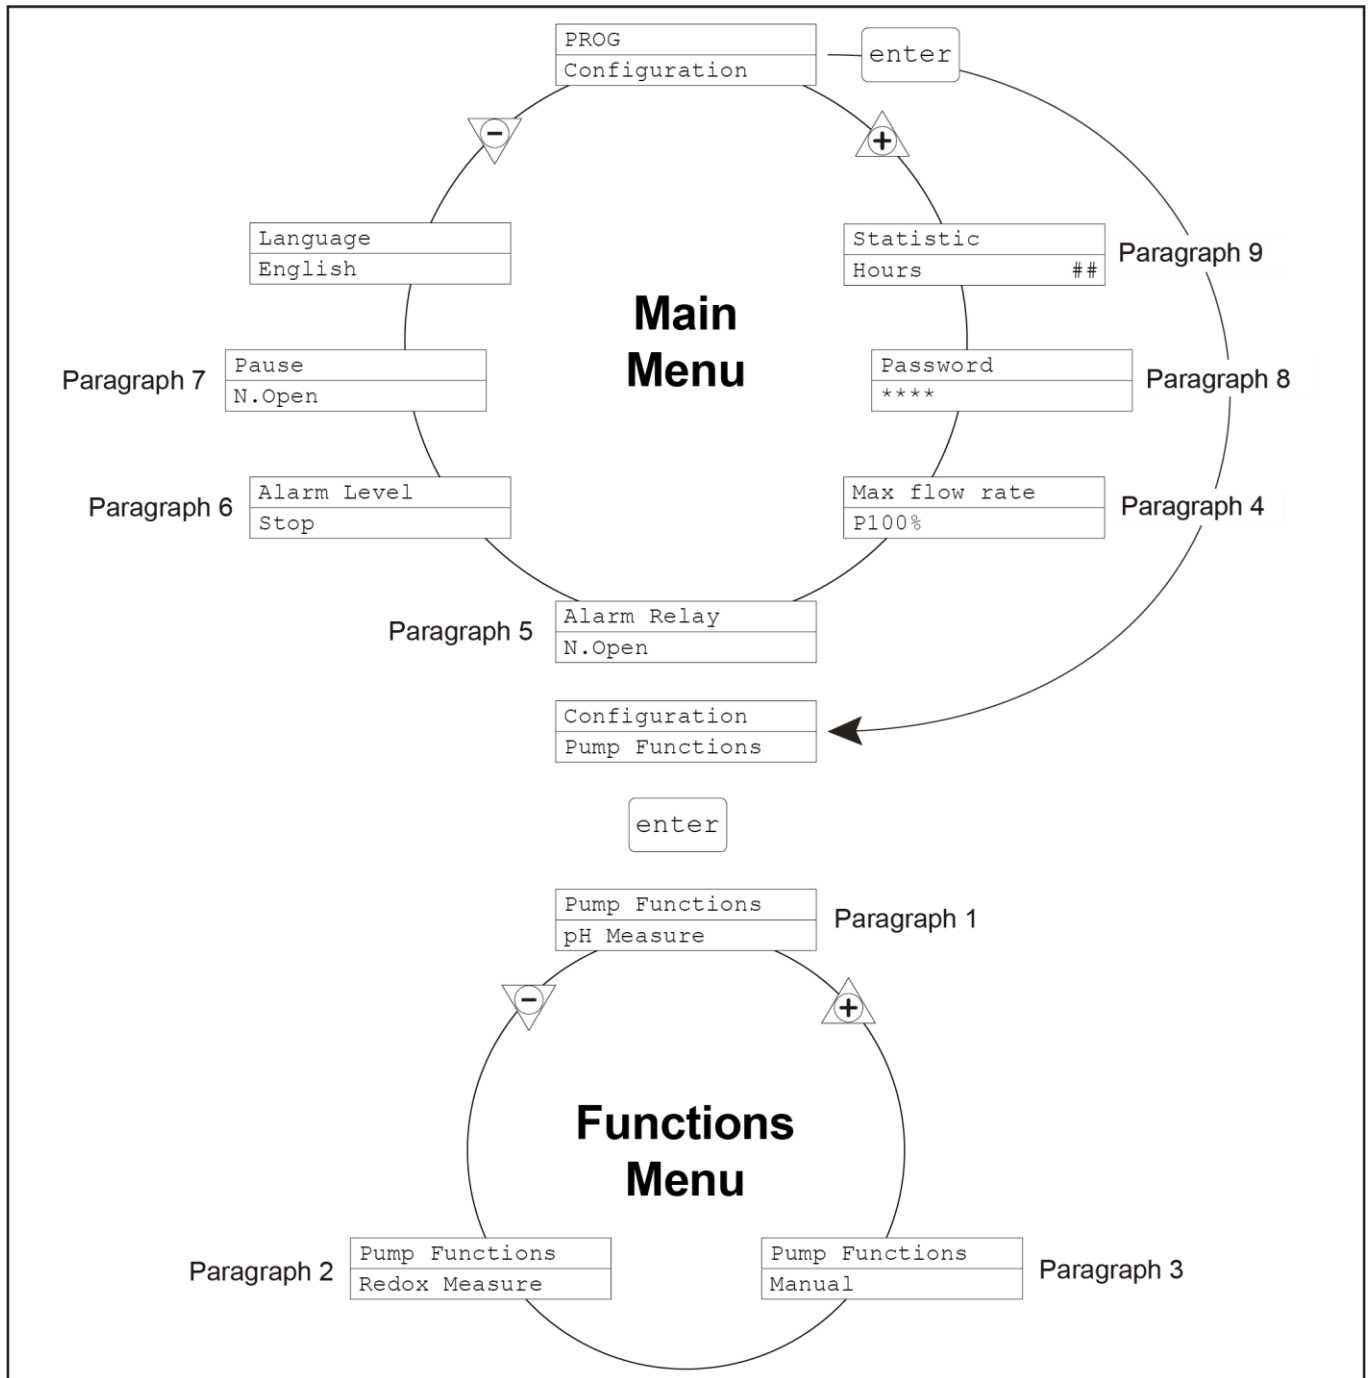 PROG
Configuration
enter
−
+
Language
English
Statistic
Hours ##
Paragraph 9
Main
Menu
Paragraph 7
Pause
N.Open
Password
****
Paragraph 8
Paragraph 6
Alarm Level
Stop
Max flow rate
P100%
Paragraph 4
Paragraph 5
Alarm Relay
N.Open
Configuration
Pump Functions
enter
Pump Functions
pH Measure
Paragraph 1
−
+
Functions
Menu
Paragraph 2
Pump Functions
Redox Measure
Pump Functions
Manual
Paragraph 3